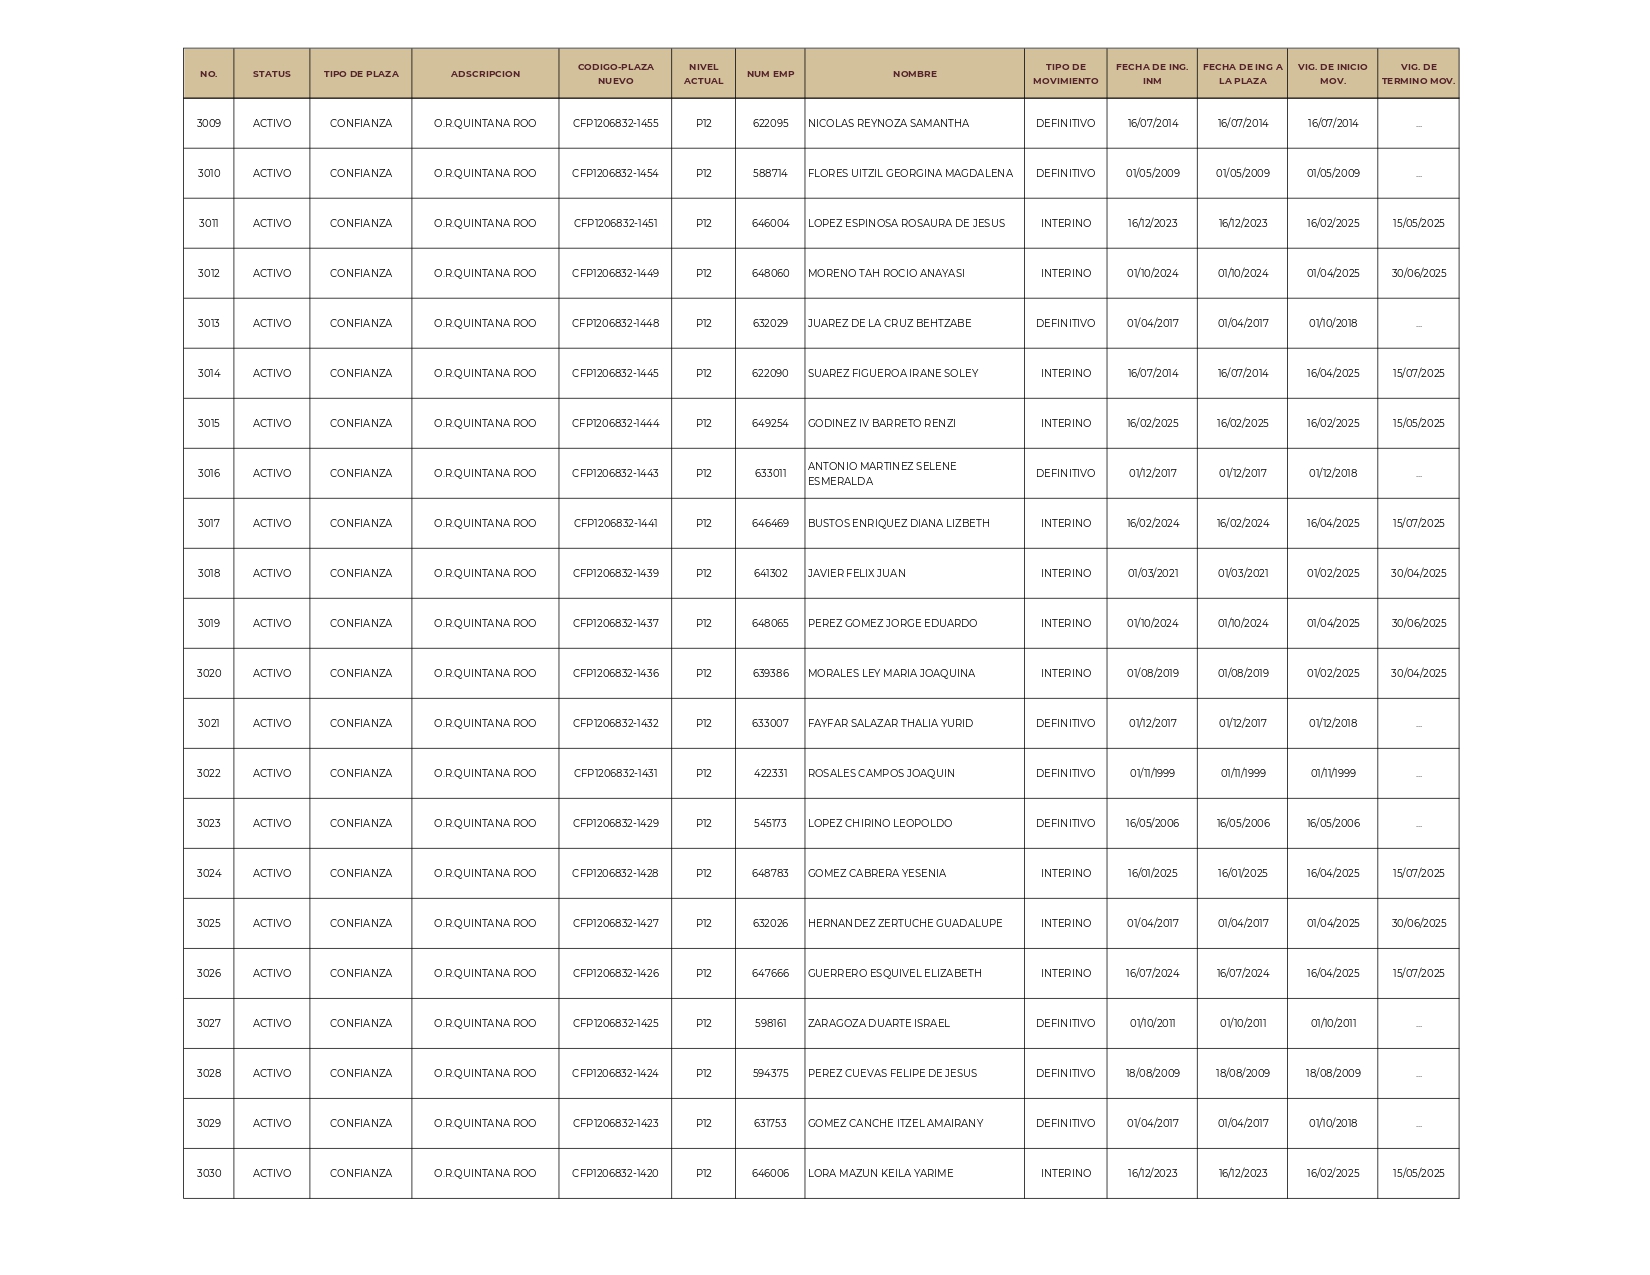 NO. STATUS TIPO DE PLAZA ADSCRIPCION CODIGO-PLAZA NUEVO NIVEL ACTUAL NUM EMP NOMBRE TIPO DE MOVIMIENTO FECHA DE ING. INM FECHA DE ING A LA PLAZA VIG. DE INICIO MOV. VIG. DE TERMINO MOV.
3009 ACTIVO CONFIANZA O.R.QUINTANA ROO CFP1206832-1455 P12 622095 NICOLAS REYNOZA SAMANTHA DEFINITIVO 16/07/2014 16/07/2014 16/07/2014 ...
3010 ACTIVO CONFIANZA O.R.QUINTANA ROO CFP1206832-1454 P12 588714 FLORES UITZIL GEORGINA MAGDALENA DEFINITIVO 01/05/2009 01/05/2009 01/05/2009 ...
3011 ACTIVO CONFIANZA O.R.QUINTANA ROO CFP1206832-1451 P12 646004 LOPEZ ESPINOSA ROSAURA DE JESUS INTERINO 16/12/2023 16/12/2023 16/02/2025 15/05/2025
3012 ACTIVO CONFIANZA O.R.QUINTANA ROO CFP1206832-1449 P12 648060 MORENO TAH ROCIO ANAYASI INTERINO 01/10/2024 01/10/2024 01/04/2025 30/06/2025
3013 ACTIVO CONFIANZA O.R.QUINTANA ROO CFP1206832-1448 P12 632029 JUAREZ DE LA CRUZ BEHTZABE DEFINITIVO 01/04/2017 01/04/2017 01/10/2018 ...
3014 ACTIVO CONFIANZA O.R.QUINTANA ROO CFP1206832-1445 P12 622090 SUAREZ FIGUEROA IRANE SOLEY INTERINO 16/07/2014 16/07/2014 16/04/2025 15/07/2025
3015 ACTIVO CONFIANZA O.R.QUINTANA ROO CFP1206832-1444 P12 649254 GODINEZ IV BARRETO RENZI INTERINO 16/02/2025 16/02/2025 16/02/2025 15/05/2025
3016 ACTIVO CONFIANZA O.R.QUINTANA ROO CFP1206832-1443 P12 633011 ANTONIO MARTINEZ SELENE ESMERALDA DEFINITIVO 01/12/2017 01/12/2017 01/12/2018 ...
3017 ACTIVO CONFIANZA O.R.QUINTANA ROO CFP1206832-1441 P12 646469 BUSTOS ENRIQUEZ DIANA LIZBETH INTERINO 16/02/2024 16/02/2024 16/04/2025 15/07/2025
3018 ACTIVO CONFIANZA O.R.QUINTANA ROO CFP1206832-1439 P12 641302 JAVIER FELIX JUAN INTERINO 01/03/2021 01/03/2021 01/02/2025 30/04/2025
3019 ACTIVO CONFIANZA O.R.QUINTANA ROO CFP1206832-1437 P12 648065 PEREZ GOMEZ JORGE EDUARDO INTERINO 01/10/2024 01/10/2024 01/04/2025 30/06/2025
3020 ACTIVO CONFIANZA O.R.QUINTANA ROO CFP1206832-1436 P12 639386 MORALES LEY MARIA JOAQUINA INTERINO 01/08/2019 01/08/2019 01/02/2025 30/04/2025
3021 ACTIVO CONFIANZA O.R.QUINTANA ROO CFP1206832-1432 P12 633007 FAYFAR SALAZAR THALIA YURID DEFINITIVO 01/12/2017 01/12/2017 01/12/2018 ...
3022 ACTIVO CONFIANZA O.R.QUINTANA ROO CFP1206832-1431 P12 422331 ROSALES CAMPOS JOAQUIN DEFINITIVO 01/11/1999 01/11/1999 01/11/1999 ...
3023 ACTIVO CONFIANZA O.R.QUINTANA ROO CFP1206832-1429 P12 545173 LOPEZ CHIRINO LEOPOLDO DEFINITIVO 16/05/2006 16/05/2006 16/05/2006 ...
3024 ACTIVO CONFIANZA O.R.QUINTANA ROO CFP1206832-1428 P12 648783 GOMEZ CABRERA YESENIA INTERINO 16/01/2025 16/01/2025 16/04/2025 15/07/2025
3025 ACTIVO CONFIANZA O.R.QUINTANA ROO CFP1206832-1427 P12 632026 HERNANDEZ ZERTUCHE GUADALUPE INTERINO 01/04/2017 01/04/2017 01/04/2025 30/06/2025
3026 ACTIVO CONFIANZA O.R.QUINTANA ROO CFP1206832-1426 P12 647666 GUERRERO ESQUIVEL ELIZABETH INTERINO 16/07/2024 16/07/2024 16/04/2025 15/07/2025
3027 ACTIVO CONFIANZA O.R.QUINTANA ROO CFP1206832-1425 P12 598161 ZARAGOZA DUARTE ISRAEL DEFINITIVO 01/10/2011 01/10/2011 01/10/2011 ...
3028 ACTIVO CONFIANZA O.R.QUINTANA ROO CFP1206832-1424 P12 594375 PEREZ CUEVAS FELIPE DE JESUS DEFINITIVO 18/08/2009 18/08/2009 18/08/2009 ...
3029 ACTIVO CONFIANZA O.R.QUINTANA ROO CFP1206832-1423 P12 631753 GOMEZ CANCHE ITZEL AMAIRANY DEFINITIVO 01/04/2017 01/04/2017 01/10/2018 ...
3030 ACTIVO CONFIANZA O.R.QUINTANA ROO CFP1206832-1420 P12 646006 LORA MAZUN KEILA YARIME INTERINO 16/12/2023 16/12/2023 16/02/2025 15/05/2025